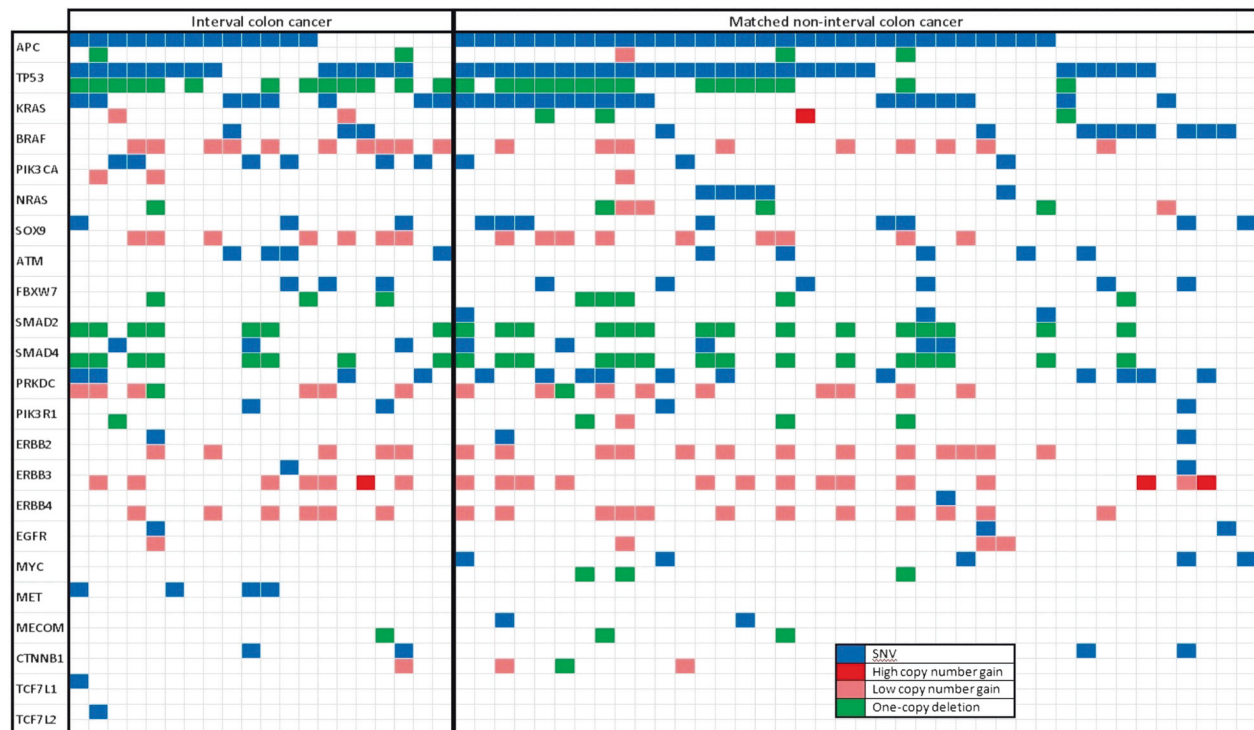 Interval colon cancer
Matched non-interval colon cancer
APC
TP53
KRAS
BRAF
PIK3CA
NRAS
SOX9
ATM
FBXW7
SMAD2
SMAD4
PRKDC
PIK3R1
ERBB2
ERBB3
ERBB4
EGFR
MYC
MET
MECOM
CTNNB1
TCF7L1
TCF7L2
SNV
High copy number gain
Low copy number gain
One-copy deletion